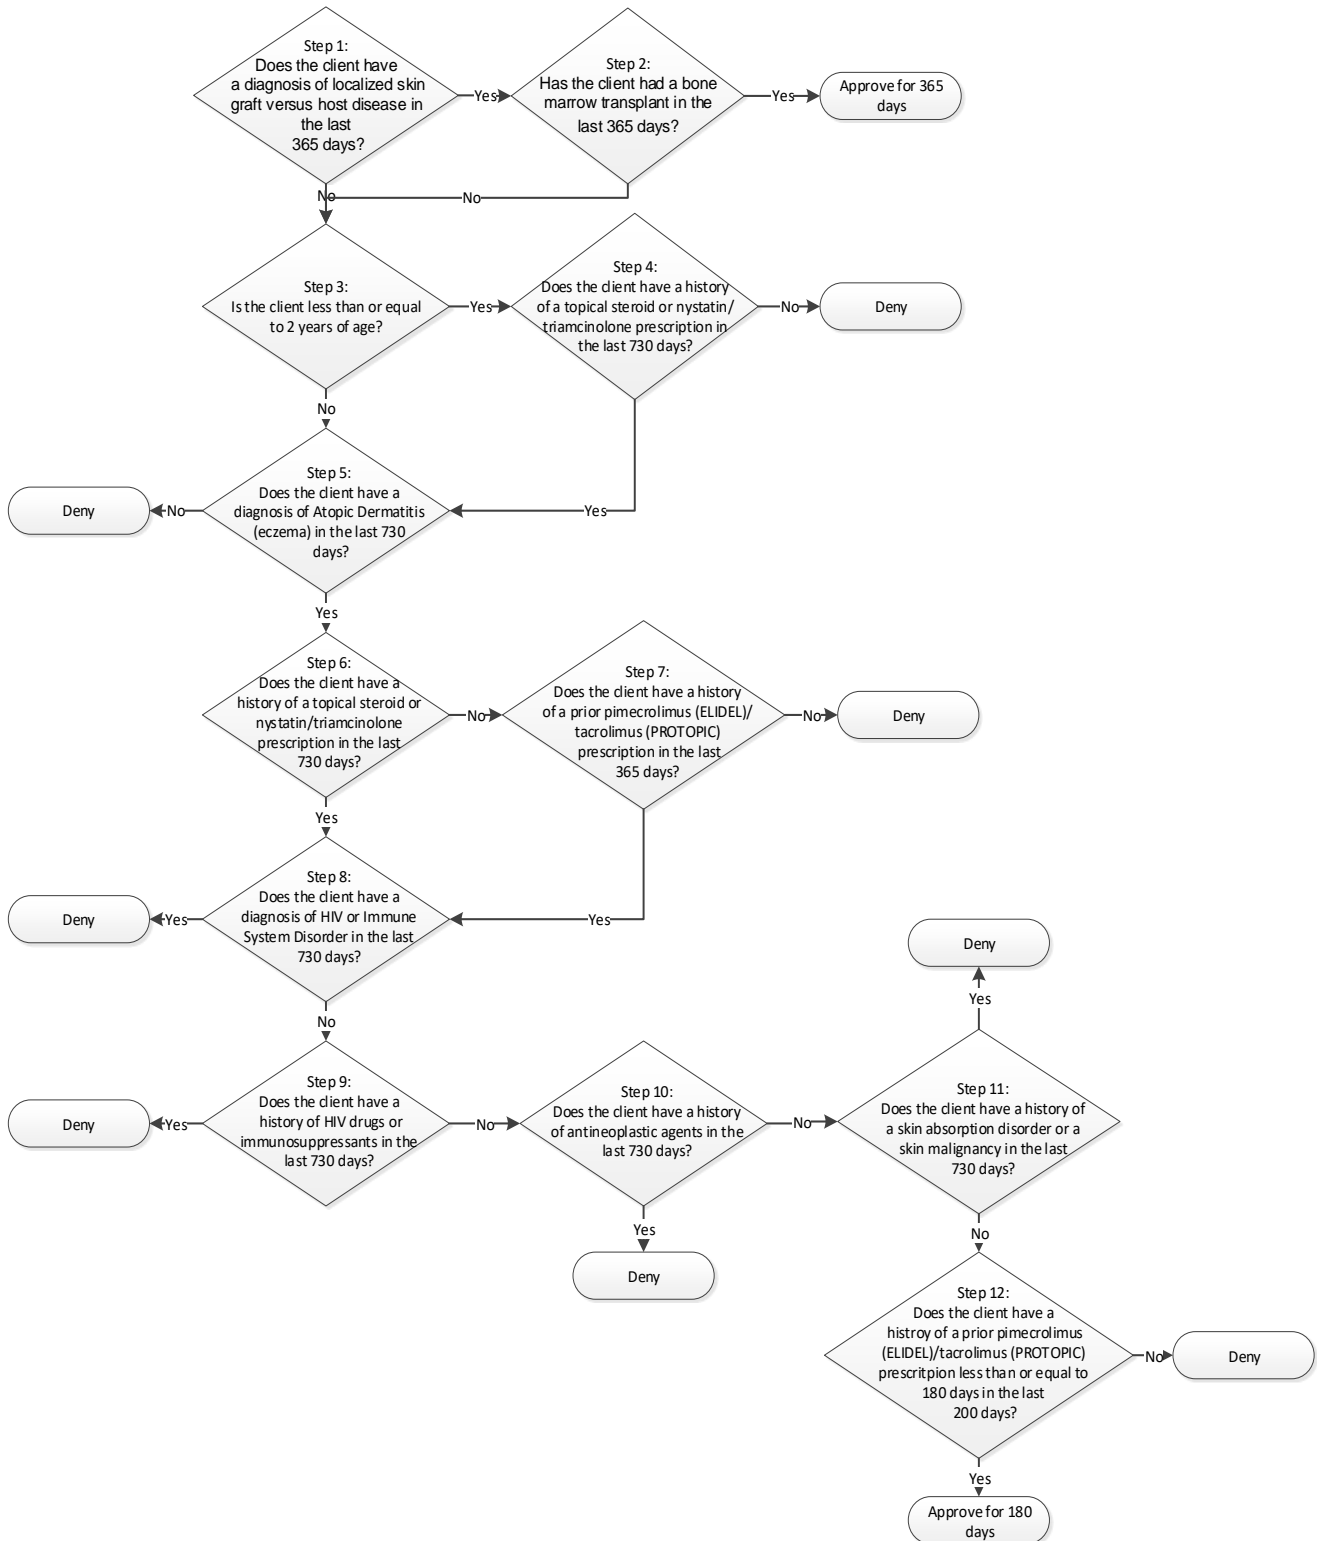 Step 1:
Does the client have
a diagnosis of localized skin
graft versus host disease in
the last
365 days?
Yes
Step 2:
Has the client had a bone
marrow transplant in the
last 365 days?
Yes
Approve for 365
days
No
No
Step 3:
Is the client less than or equal
to 2 years of age?
Yes
Step 4:
Does the client have a history
of a topical steroid or nystatin/
triamcinolone prescription in
the last 730 days?
No
Deny
No
Step 5:
Does the client have a
diagnosis of Atopic Dermatitis
(eczema) in the last 730
days?
No
Deny
Yes
Yes
Step 6:
Does the client have a
history of a topical steroid or
nystatin/triamcinolone
prescription in the last
730 days?
No
Step 7:
Does the client have a history
of a prior pimecrolimus (ELIDEL)/
tacrolimus (PROTOPIC)
prescription in the last
365 days?
No
Deny
Yes
Step 8:
Does the client have a
diagnosis of HIV or Immune
System Disorder in the last
730 days?
Yes
Deny
Yes
No
Step 9:
Does the client have a
history of HIV drugs or
immunosuppressants in the
last 730 days?
Yes
Deny
No
Step 10:
Does the client have a history
of antineoplastic agents in the
last 730 days?
Yes
Deny
No
Step 11:
Does the client have a history of
a skin absorption disorder or a
skin malignancy in the last
730 days?
Yes
Deny
No
Step 12:
Does the client have a
histroy of a prior pimecrolimus
(ELIDEL)/tacrolimus (PROTOPIC)
prescritpion less than or equal to
180 days in the last
200 days?
No
Deny
Yes
Approve for 180
days